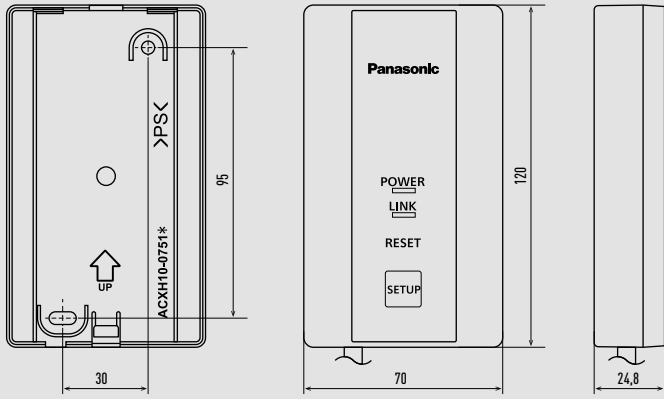 >PS<
ACXH10-0751*
UP
95
30
Panasonic
POWER
LINK
RESET
SETUP
120
70
24,8